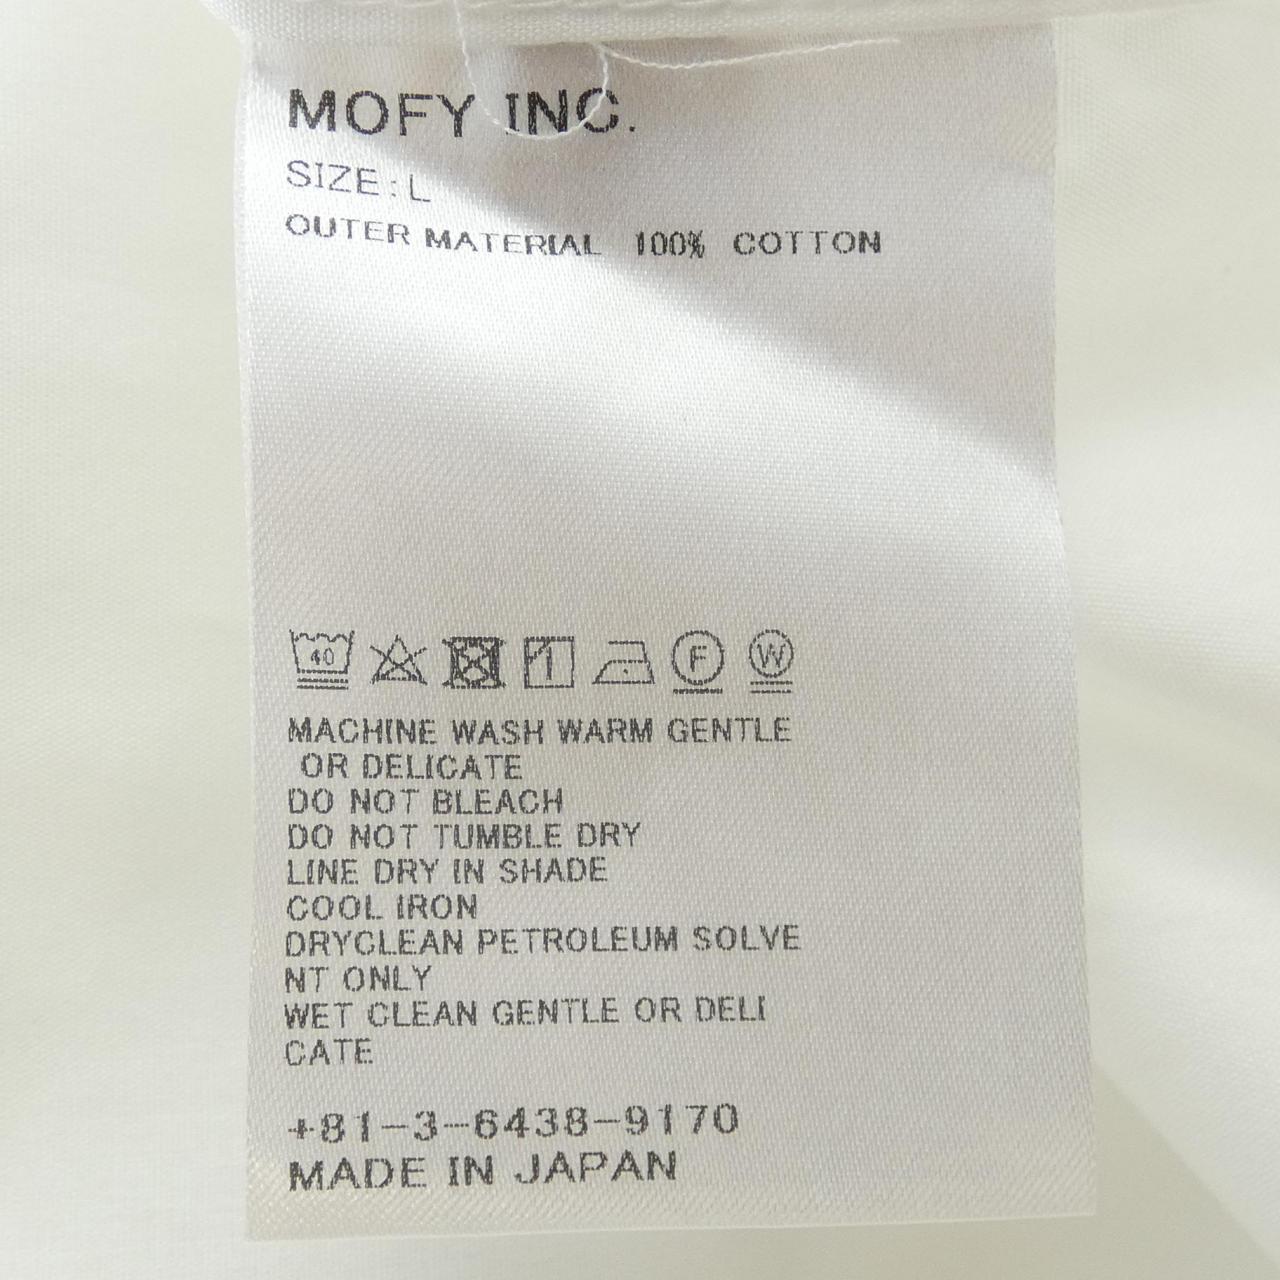 MOFY INC.
SIZE:L
OUTER MATERIAL 100% COTTON
40 1 F W
MACHINE WASH WARM GENTLE
OR DELICATE
DO NOT BLEACH
DO NOT TUMBLE DRY
LINE DRY IN SHADE
COOL IRON
DRYCLEAN PETROLEUM SOLVE
NT ONLY
WET CLEAN GENTLE OR DELI
CATE
+81-3-6438-9170
MADE IN JAPAN